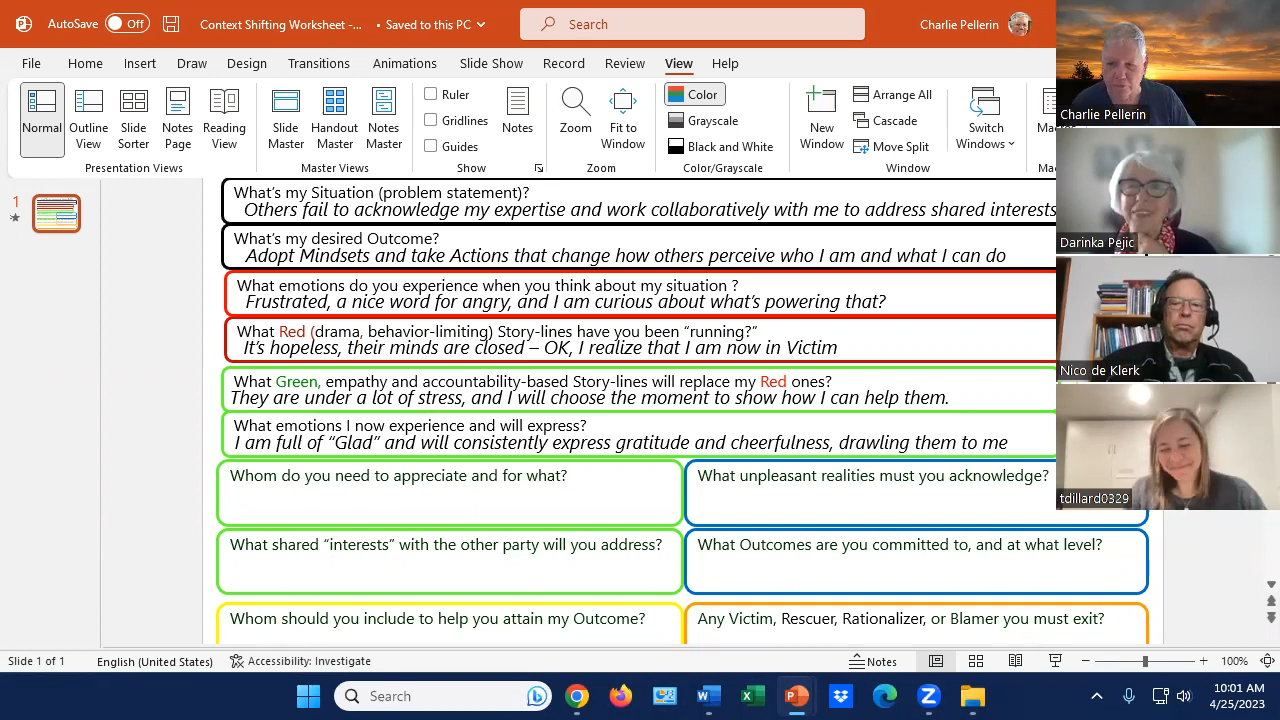 AutoSave Off Context Shifting Worksheet -... • Saved to this PC Search Charlie Pellerin
File Home Insert Draw Design Transitions Animations Slide Show Record Review View Help
Normal Outline View Slide Sorter Notes Page Reading View
Presentation Views
Slide Master Handout Master Notes Master
Master Views
Ruler
Gridlines
Guides
Notes
Show
Zoom Fit to Window
Zoom
Color
Grayscale
Black and White
Color/Grayscale
New Window
Arrange All
Cascade
Move Split
Switch Windows
Window
Charlie Pellerin
Darinka Pejic
Nico de Klerk
tdillard0329
1
What's my Situation (problem statement)?
Others fail to acknowledge my expertise and work collaboratively with me to address shared interests
What's my desired Outcome?
Adopt Mindsets and take Actions that change how others perceive who I am and what I can do
What emotions do you experience when you think about my situation ?
Frustrated, a nice word for angry, and I am curious about what's powering that?
What Red (drama, behavior-limiting) Story-lines have you been "running?"
It's hopeless, their minds are closed – OK, I realize that I am now in Victim
What Green, empathy and accountability-based Story-lines will replace my Red ones?
They are under a lot of stress, and I will choose the moment to show how I can help them.
What emotions I now experience and will express?
I am full of "Glad" and will consistently express gratitude and cheerfulness, drawling them to me
Whom do you need to appreciate and for what?
What unpleasant realities must you acknowledge?
What shared "interests" with the other party will you address?
What Outcomes are you committed to, and at what level?
Whom should you include to help you attain my Outcome?
Any Victim, Rescuer, Rationalizer, or Blamer you must exit?
Slide 1 of 1 English (United States) Accessibility: Investigate Notes 100%
Search 10:01 AM
4/25/2023